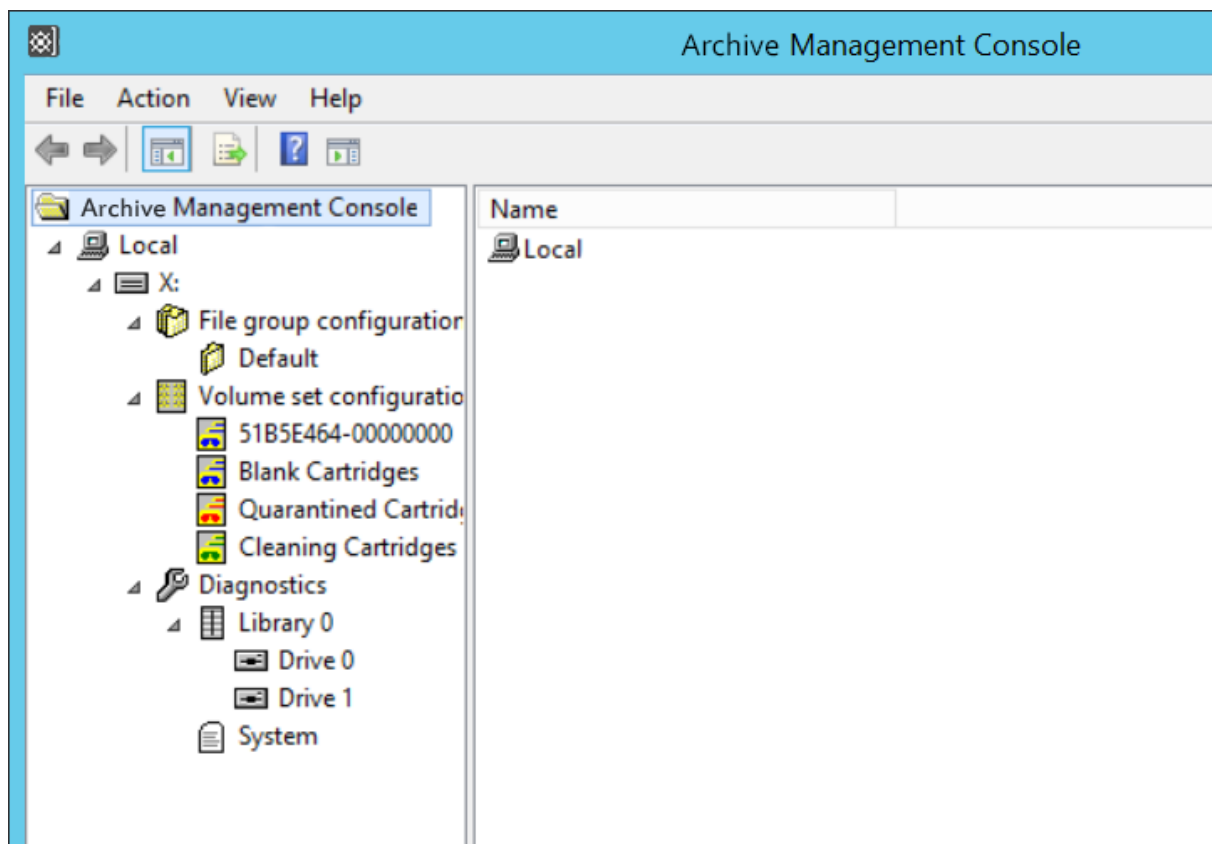 Archive Management Console
File Action View Help
Archive Management Console
Local
X:
File group configuration
Default
Volume set configuratio
51B5E464-00000000
Blank Cartridges
Quarantined Cartrid
Cleaning Cartridges
Diagnostics
Library 0
Drive 0
Drive 1
System
Name
Local